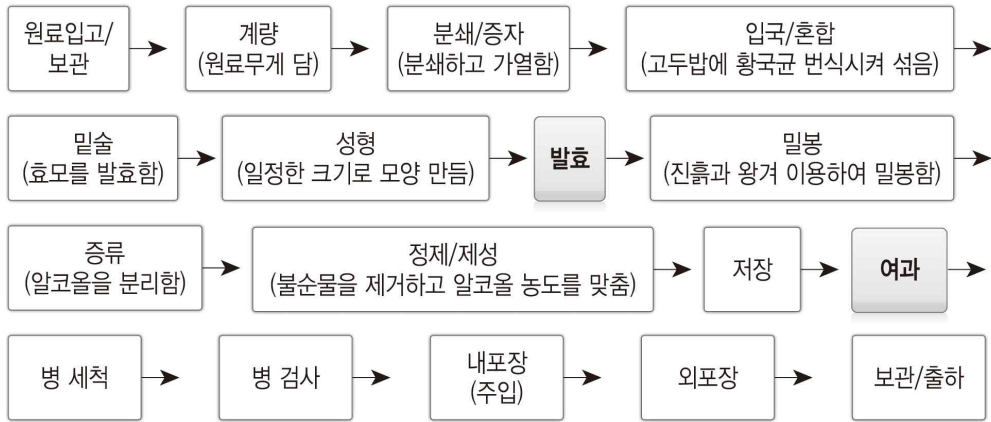 원료입고/
보관
계량
(원료무게 담)
분쇄/증자
(분쇄하고 가열함)
입국/혼합
(고두밥에 황국균 번식시켜 섞음)
밑술
(효모를 발효함)
성형
(일정한 크기로 모양 만듬)
발효
밀봉
(진흙과 왕겨 이용하여 밀봉함)
증류
(알코올을 분리함)
정제/제성
(불순물을 제거하고 알코올 농도를 맞춤)
저장
여과
병 세척
병 검사
내포장
(주입)
외포장
보관/출하